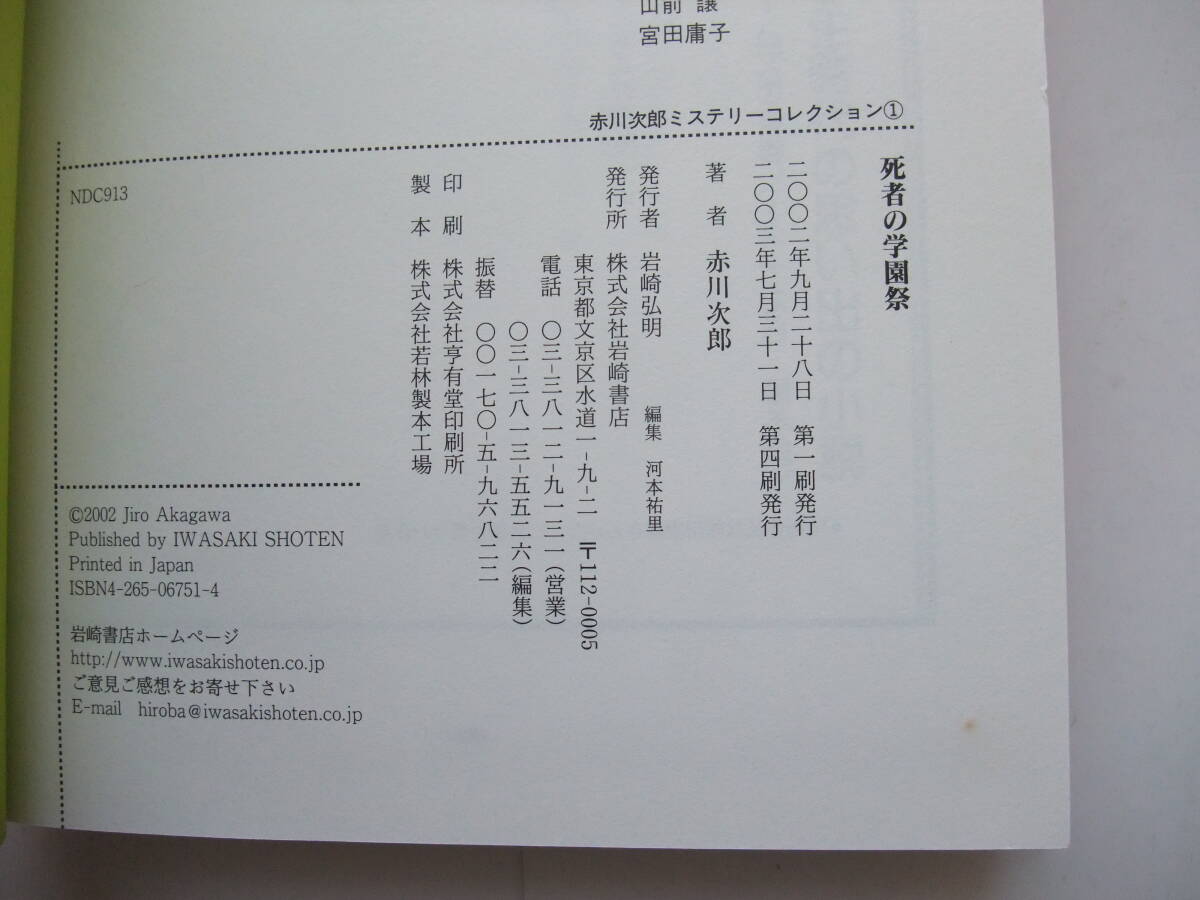 山前 譲
宮田庸子
赤川次郎ミステリーコレクション①
死者の学園祭
二〇〇二年九月二十八日 第一刷発行
二〇〇三年七月三十一日 第四刷発行
著 者 赤川次郎
発行者 岩崎弘明 編集 河本祐里
発行所 株式会社岩崎書店
東京都文京区水道一-九-二 〒112-0005
電話 〇三-三八一二-九一三一(営業)
〇三-三八一三-五五二六(編集)
振替 〇〇一七〇-五-九六八二二
印 刷 株式会社亨有堂印刷所
製 本 株式会社若林製本工場
NDC913
©2002 Jiro Akagawa
Published by IWASAKI SHOTEN
Printed in Japan
ISBN4-265-06751-4
岩崎書店ホームページ
http://www.iwasakishoten.co.jp
ご意見ご感想をお寄せ下さい
E-mail hiroba@iwasakishoten.co.jp